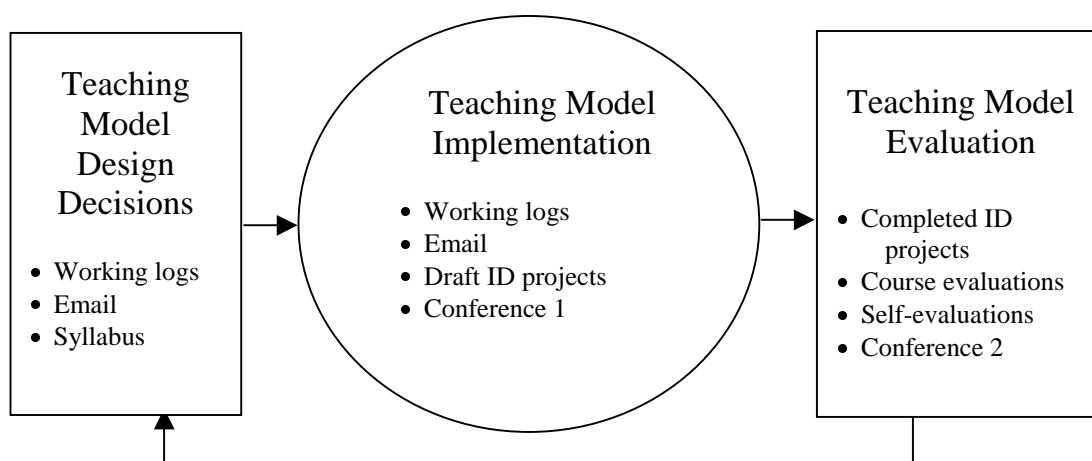 Teaching
Model
Design
Decisions
• Working logs
• Email
• Syllabus
Teaching Model
Implementation
• Working logs
• Email
• Draft ID projects
• Conference 1
Teaching Model
Evaluation
• Completed ID
projects
• Course evaluations
• Self-evaluations
• Conference 2